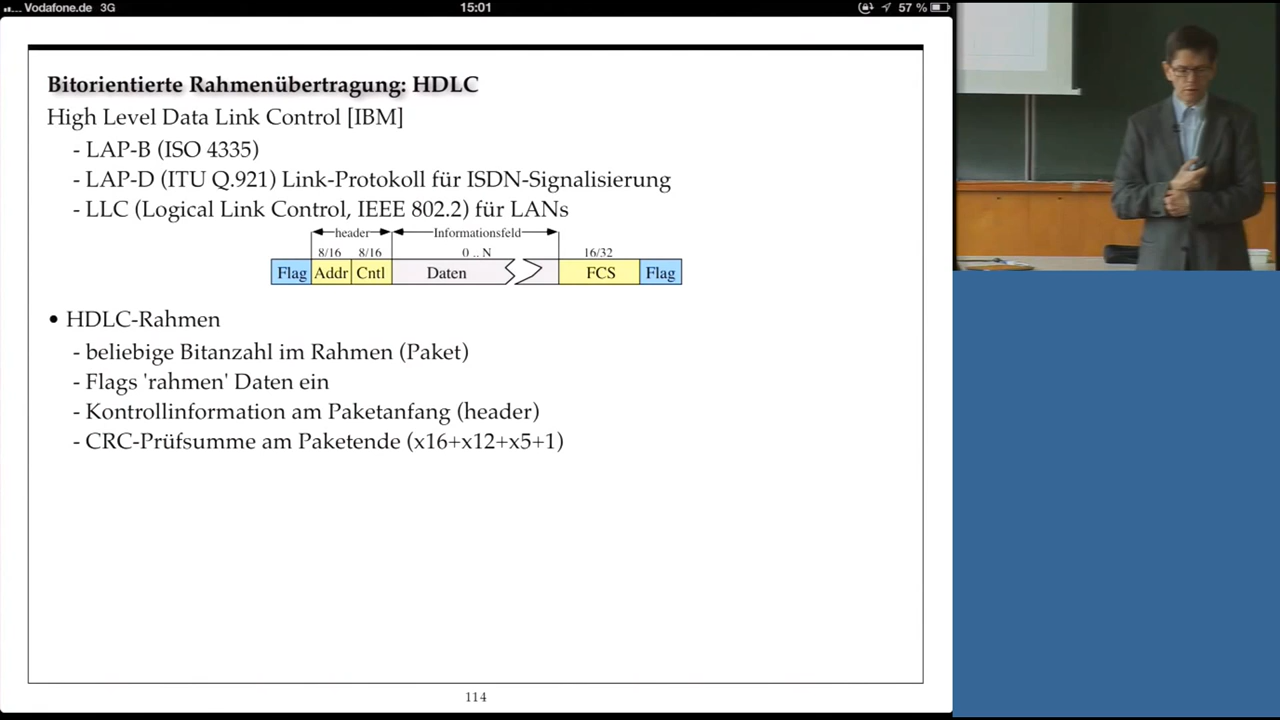 Vodafone.de 3G 15:01 57 %
Bitorientierte Rahmenübertragung: HDLC
High Level Data Link Control [IBM]
- LAP-B (ISO 4335)
- LAP-D (ITU Q.921) Link-Protokoll für ISDN-Signalisierung
- LLC (Logical Link Control, IEEE 802.2) für LANs
header Informationsfeld
8/16 8/16 0 .. N 16/32
Flag Addr Cntl Daten FCS Flag
• HDLC-Rahmen
- beliebige Bitanzahl im Rahmen (Paket)
- Flags 'rahmen' Daten ein
- Kontrollinformation am Paketanfang (header)
- CRC-Prüfsumme am Paketende (x16+x12+x5+1)
114